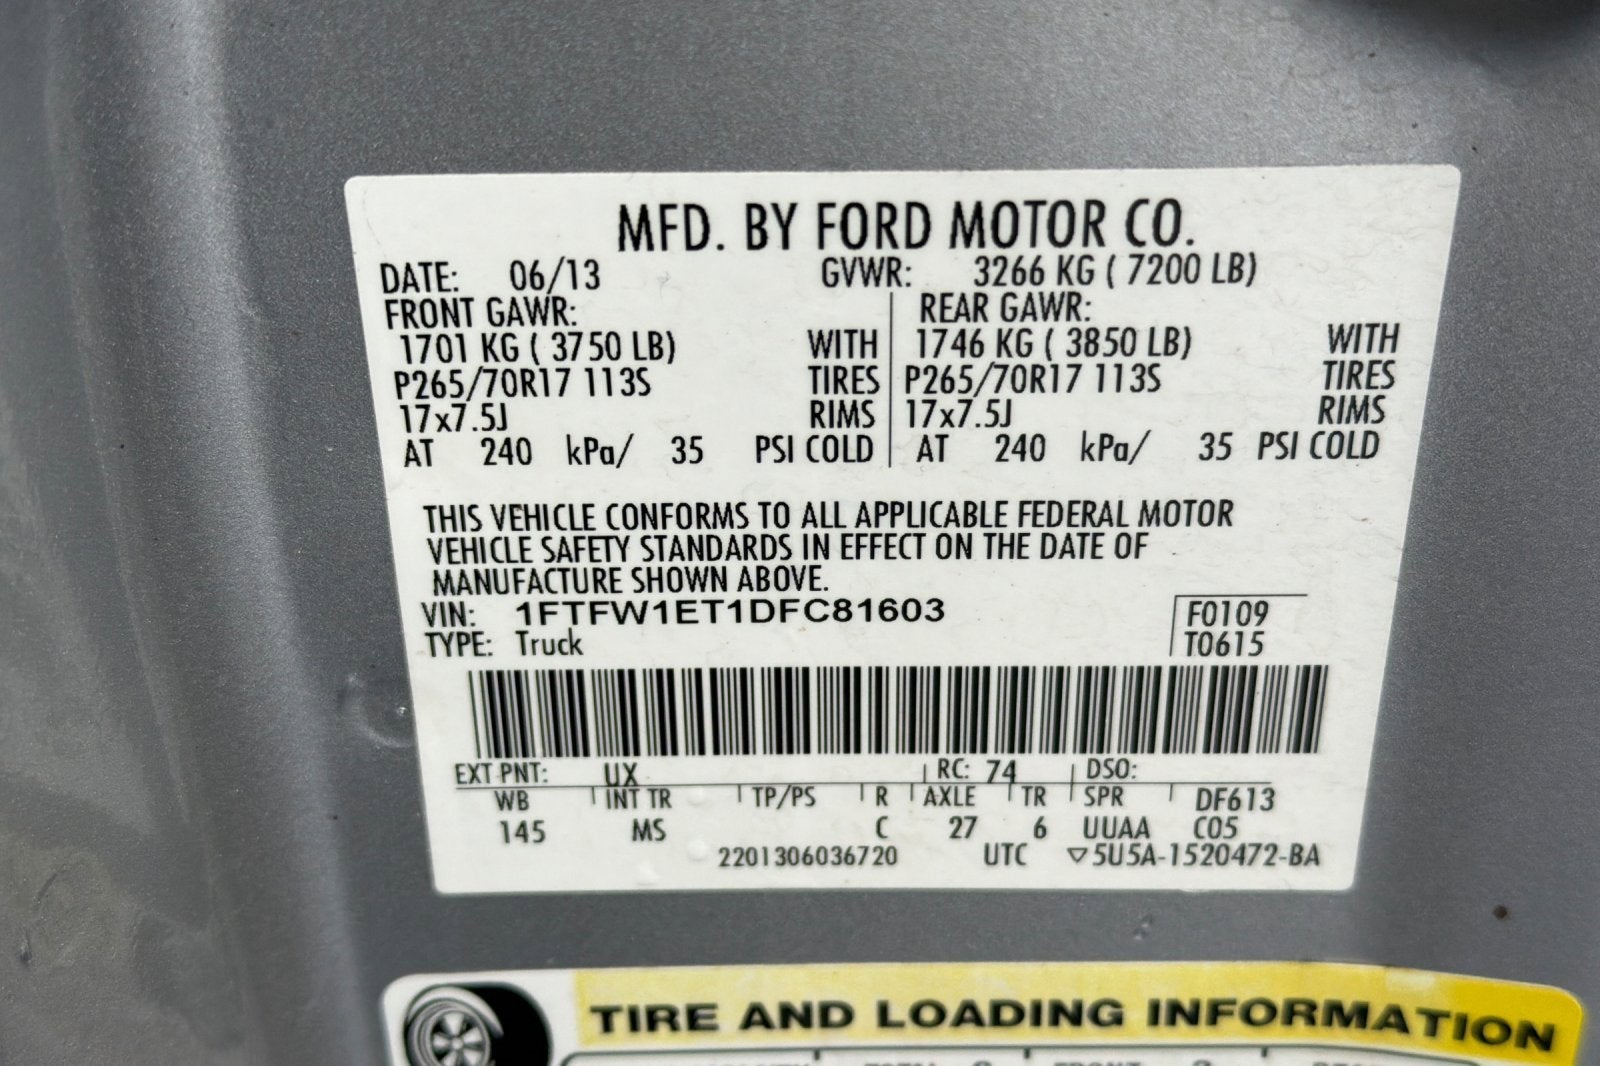 MFD. BY FORD MOTOR CO.
DATE: 06/13 GVWR: 3266 KG ( 7200 LB)
FRONT GAWR: REAR GAWR:
1701 KG ( 3750 LB) WITH 1746 KG ( 3850 LB) WITH
P265/70R17 113S TIRES P265/70R17 113S TIRES
17x7.5J RIMS 17x7.5J RIMS
AT 240 kPa/ 35 PSI COLD AT 240 kPa/ 35 PSI COLD
THIS VEHICLE CONFORMS TO ALL APPLICABLE FEDERAL MOTOR
VEHICLE SAFETY STANDARDS IN EFFECT ON THE DATE OF
MANUFACTURE SHOWN ABOVE.
VIN: 1FTFW1ET1DFC81603 F0109
TYPE: Truck T0615
EXT PNT: UX RC: 74 DSO:
WB INT TR TP/PS R AXLE TR SPR DF613
145 MS C 27 6 UUAA C05
2201306036720 UTC ▽5U5A-1520472-BA
TIRE AND LOADING INFORMATION